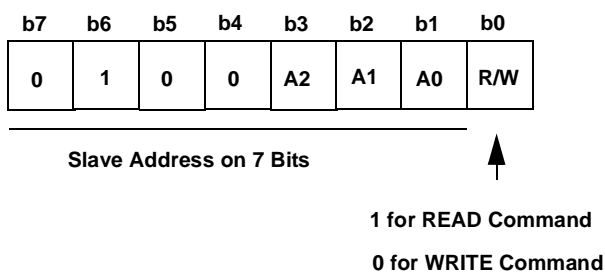 b7 b6 b5 b4 b3 b2 b1 b0
0 1 0 0 A2 A1 A0 R/W
Slave Address on 7 Bits
1 for READ Command
0 for WRITE Command